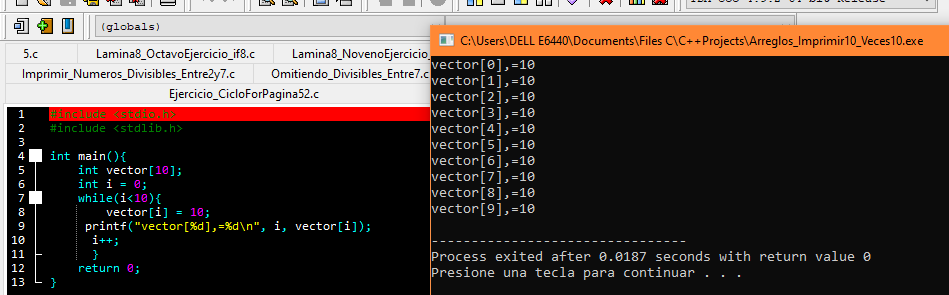 (globals)
5.c
Lamina8_OctavoEjercicio_if8.c
Lamina8_NovenoEjercicio
Imprimir_Numeros_Divisibles_Entre2y7.c
Omitiendo_Divisibles_Entre7.c
Ejercicio_CicloForPagina52.c
1 #include <stdio.h>
2 #include <stdlib.h>
3
4 int main(){
5 int vector[10];
6 int i = 0;
7 while(i<10){
8 vector[i] = 10;
9 printf("vector[%d],=%d\n", i, vector[i]);
10 i++;
11 }
12 return 0;
13 }
C:\Users\DELL E6440\Documents\Files C\C++Projects\Arreglos_Imprimir10_Veces10.exe
vector[0],=10
vector[1],=10
vector[2],=10
vector[3],=10
vector[4],=10
vector[5],=10
vector[6],=10
vector[7],=10
vector[8],=10
vector[9],=10
--------------------------------
Process exited after 0.0187 seconds with return value 0
Presione una tecla para continuar . . .